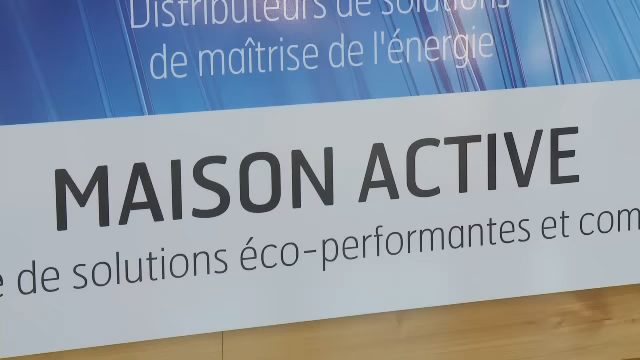 Distributeurs de solutions
de maîtrise de l'énergie
MAISON ACTIVE
de solutions éco-performantes et com